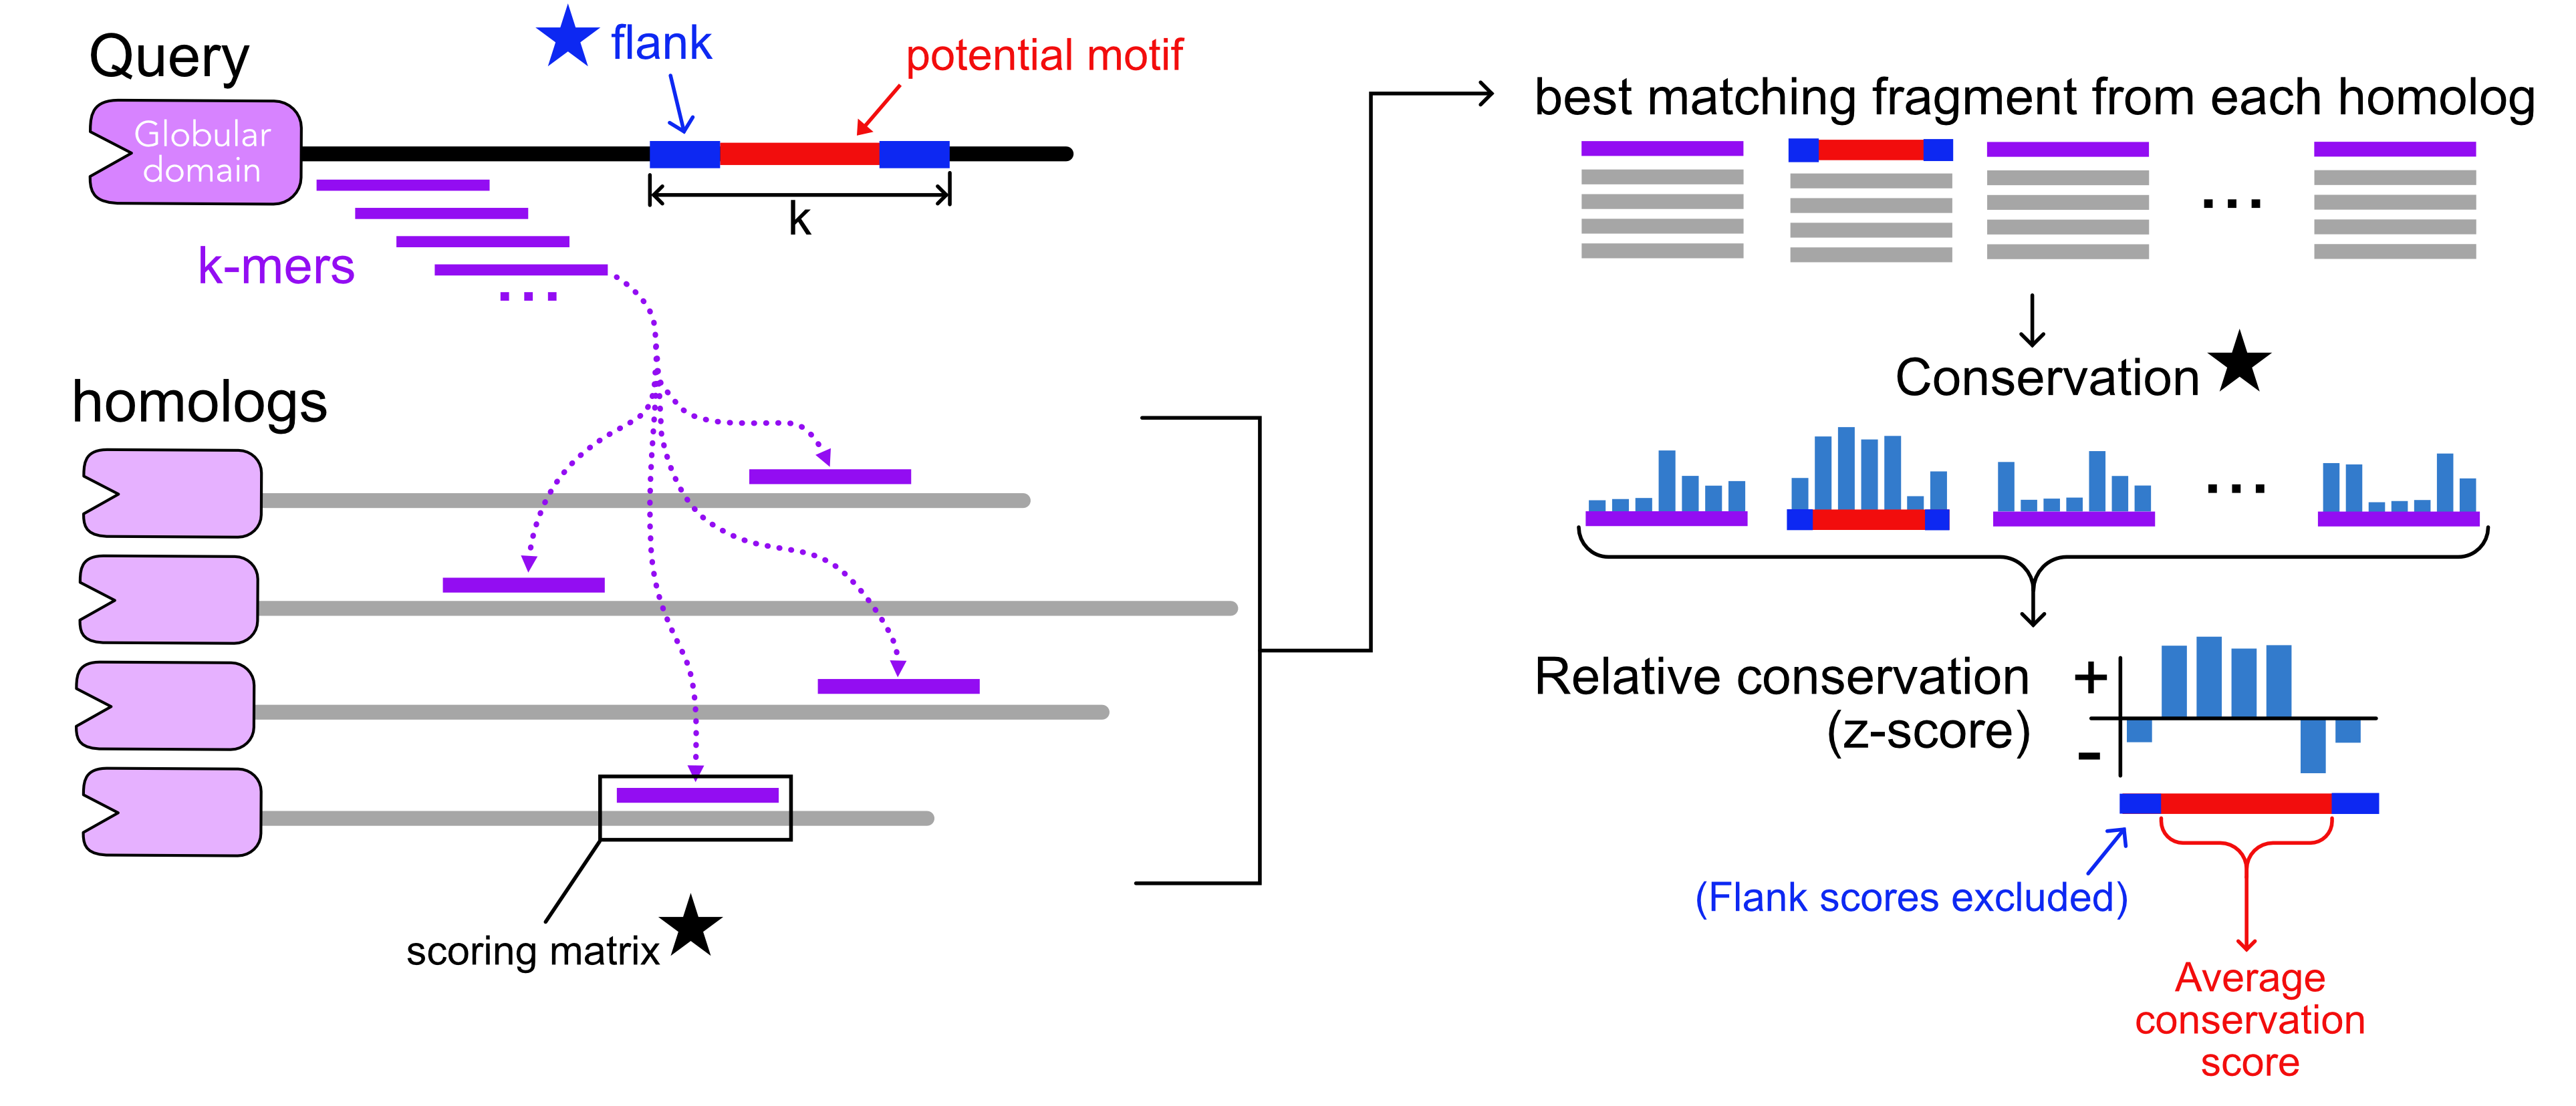 Query
flank
potential motif
Globular
domain
k
k-mers
...
homologs
scoring matrix
best matching fragment from each homolog
...
Conservation
...
Relative conservation
(z-score)
+
-
(Flank scores excluded)
Average
conservation
score